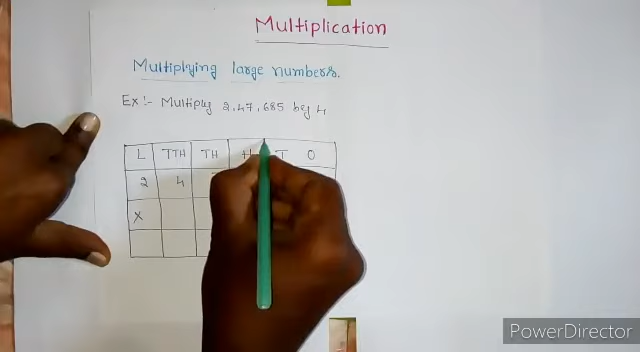 Multiplication
Multiplying large numbers.
Ex:- Multiply 2,47,685 by 4
L TTH TH H T O
2 4
X
PowerDirector